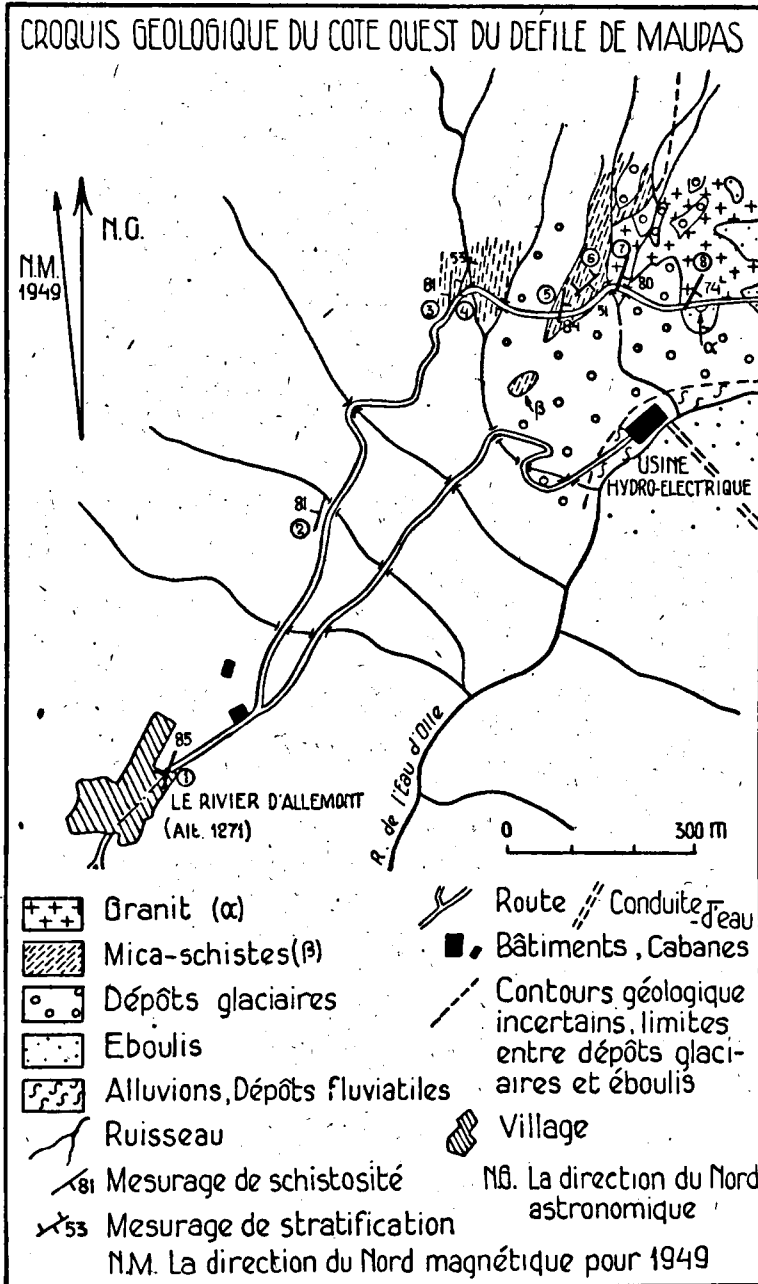 CROQUIS GEOLOGIQUE DU COTE OUEST DU DEFILE DE MAUPAS
N.G.
N.M.
1949
53
81
3
4
5
6
7
8
84
51
80
74
α
β
USINE
HYDRO-ELECTRIQUE
81
2
85
1
LE RIVIER D'ALLEMONT
(Alt. 1271)
R. de l'Eau d'Olle
0 300 m
Granit (α)
Mica-schistes (β)
Dépôts glaciaires
Eboulis
Alluvions, Dépôts fluviatiles
Ruisseau
81 Mesurage de schistosité
53 Mesurage de stratification
N.M. La direction du Nord magnétique pour 1949
Route
Conduite d'eau
Bâtiments, Cabanes
Contours géologique
incertains, limites
entre dépôts glaci-
aires et éboulis
Village
N.G. La direction du Nord
astronomique